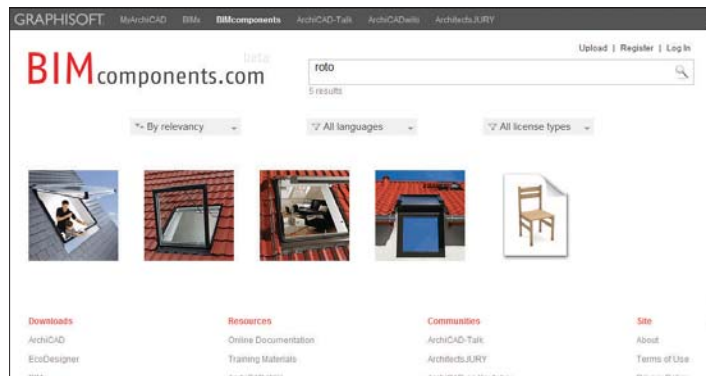 GRAPHISOFT. MyArchiCAD BIMx BIMcomponents ArchiCAD-Talk ArchiCADwiki ArchitectsJURY
Upload | Register | Log In
beta
BIMcomponents.com
roto
5 results
By relevancy All languages All license types
Downloads Resources Communities Site
ArchiCAD Online Documentation ArchiCAD-Talk About
EcoDesigner Training Materials ArchitectsJURY Terms of Use